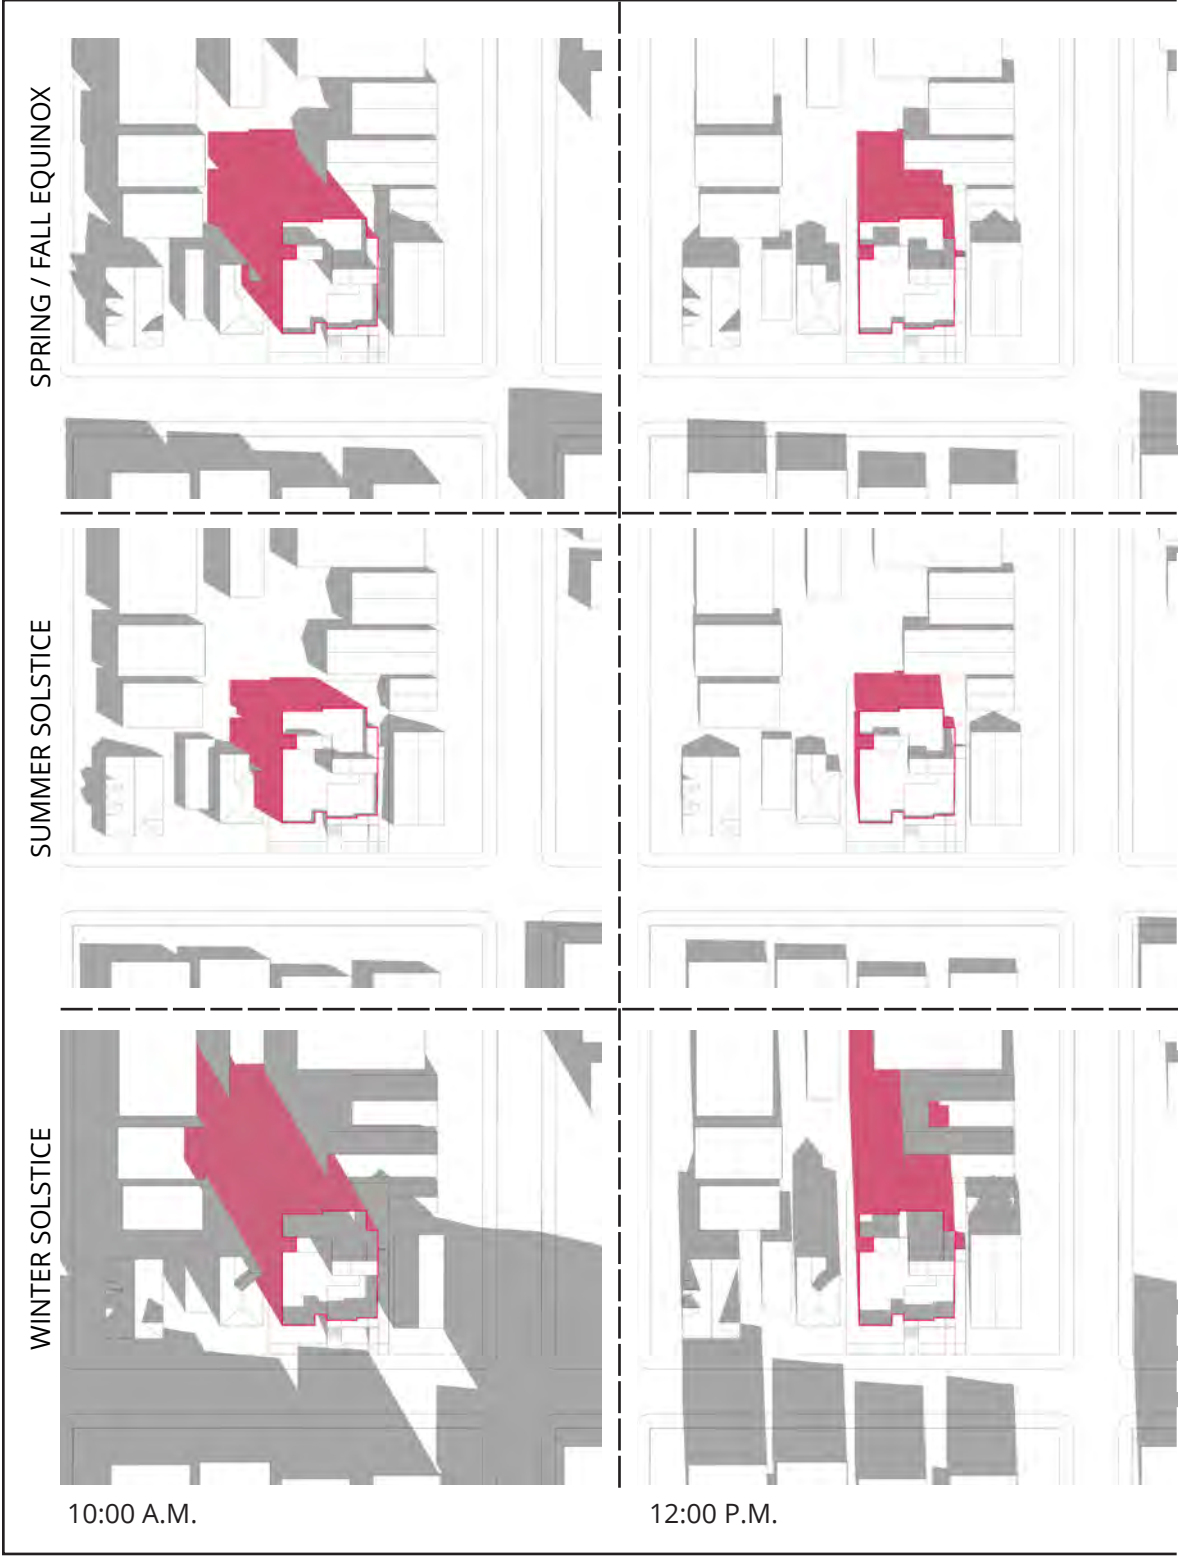 SPRING / FALL EQUINOX
SUMMER SOLSTICE
WINTER SOLSTICE
10:00 A.M.
12:00 P.M.